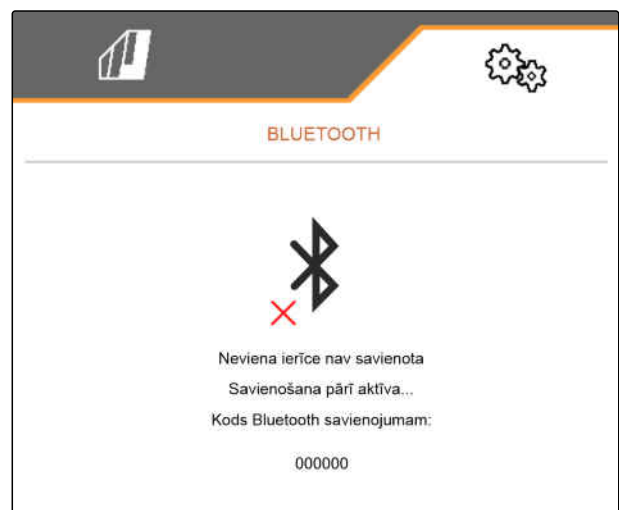 BLUETOOTH
Neviena ierīce nav savienota
Savienošana pārī aktīva...
Kods Bluetooth savienojumam:
000000